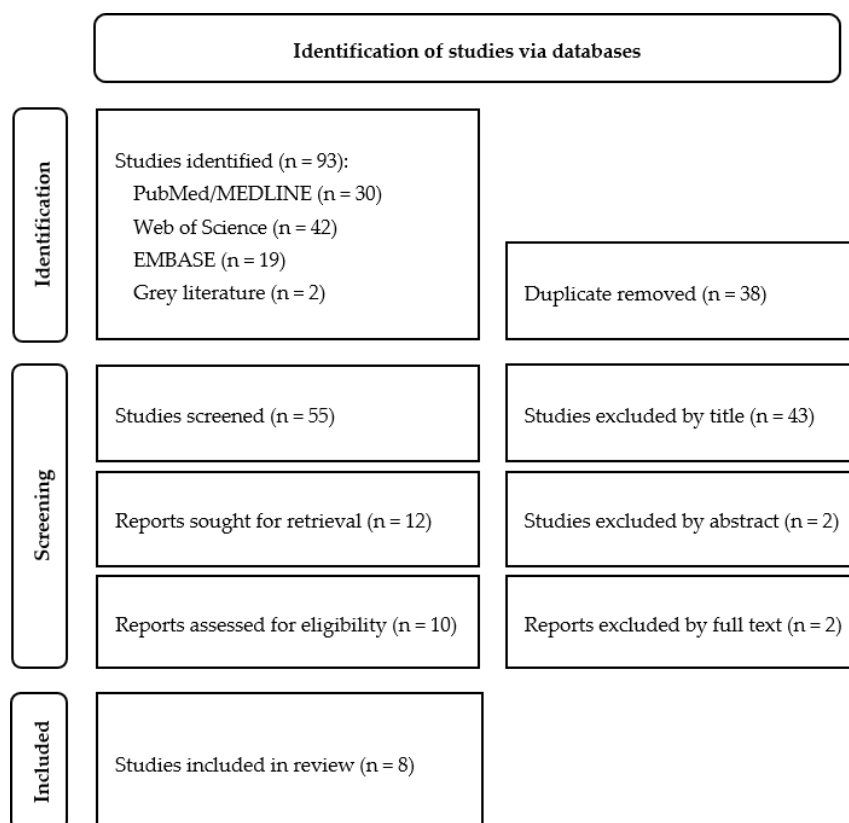 Identification of studies via databases
Identification
Studies identified (n = 93):
PubMed/MEDLINE (n = 30)
Web of Science (n = 42)
EMBASE (n = 19)
Grey literature (n = 2)
Duplicate removed (n = 38)
Screening
Studies screened (n = 55)
Studies excluded by title (n = 43)
Reports sought for retrieval (n = 12)
Studies excluded by abstract (n = 2)
Reports assessed for eligibility (n = 10)
Reports excluded by full text (n = 2)
Included
Studies included in review (n = 8)